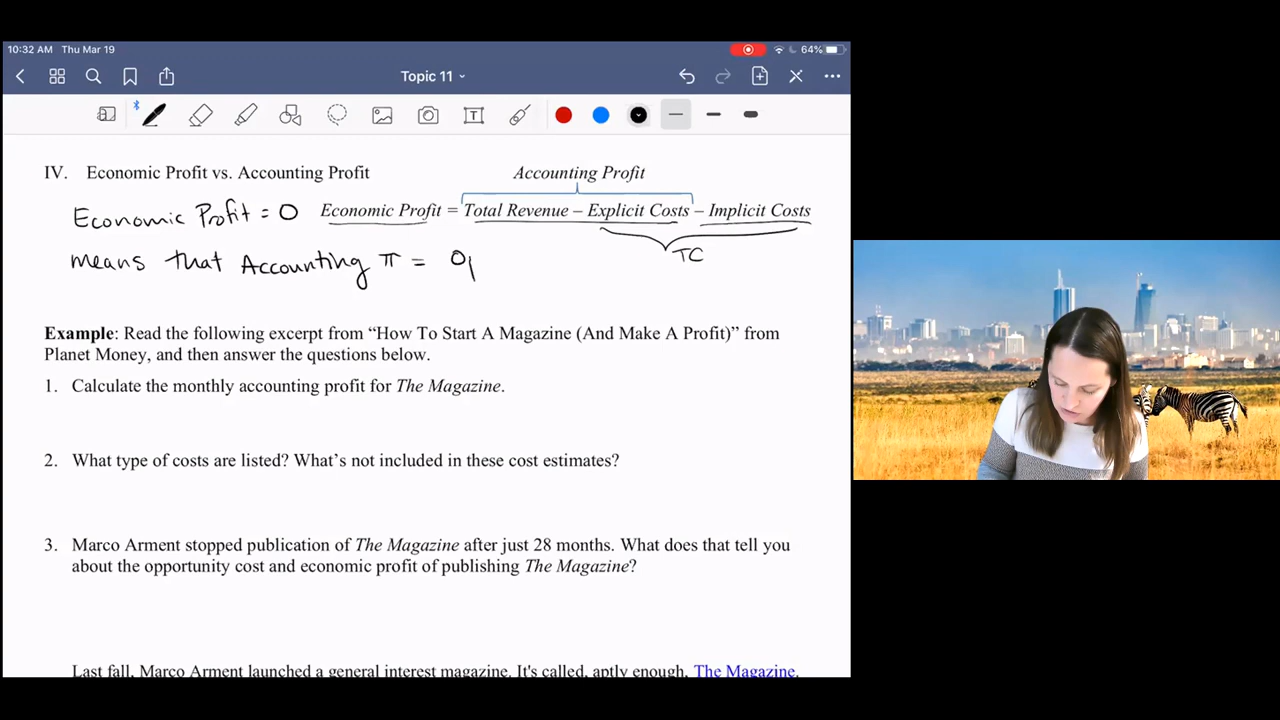 10:32 AM Thu Mar 19
64%
Topic 11
T
IV. Economic Profit vs. Accounting Profit
Accounting Profit
Economic Profit = 0
Economic Profit = Total Revenue – Explicit Costs – Implicit Costs
TC
means that Accounting π =
Example: Read the following excerpt from “How To Start A Magazine (And Make A Profit)” from
Planet Money, and then answer the questions below.
1. Calculate the monthly accounting profit for The Magazine.
2. What type of costs are listed? What’s not included in these cost estimates?
3. Marco Arment stopped publication of The Magazine after just 28 months. What does that tell you
about the opportunity cost and economic profit of publishing The Magazine?
Last fall, Marco Arment launched a general interest magazine. It's called, aptly enough, The Magazine.